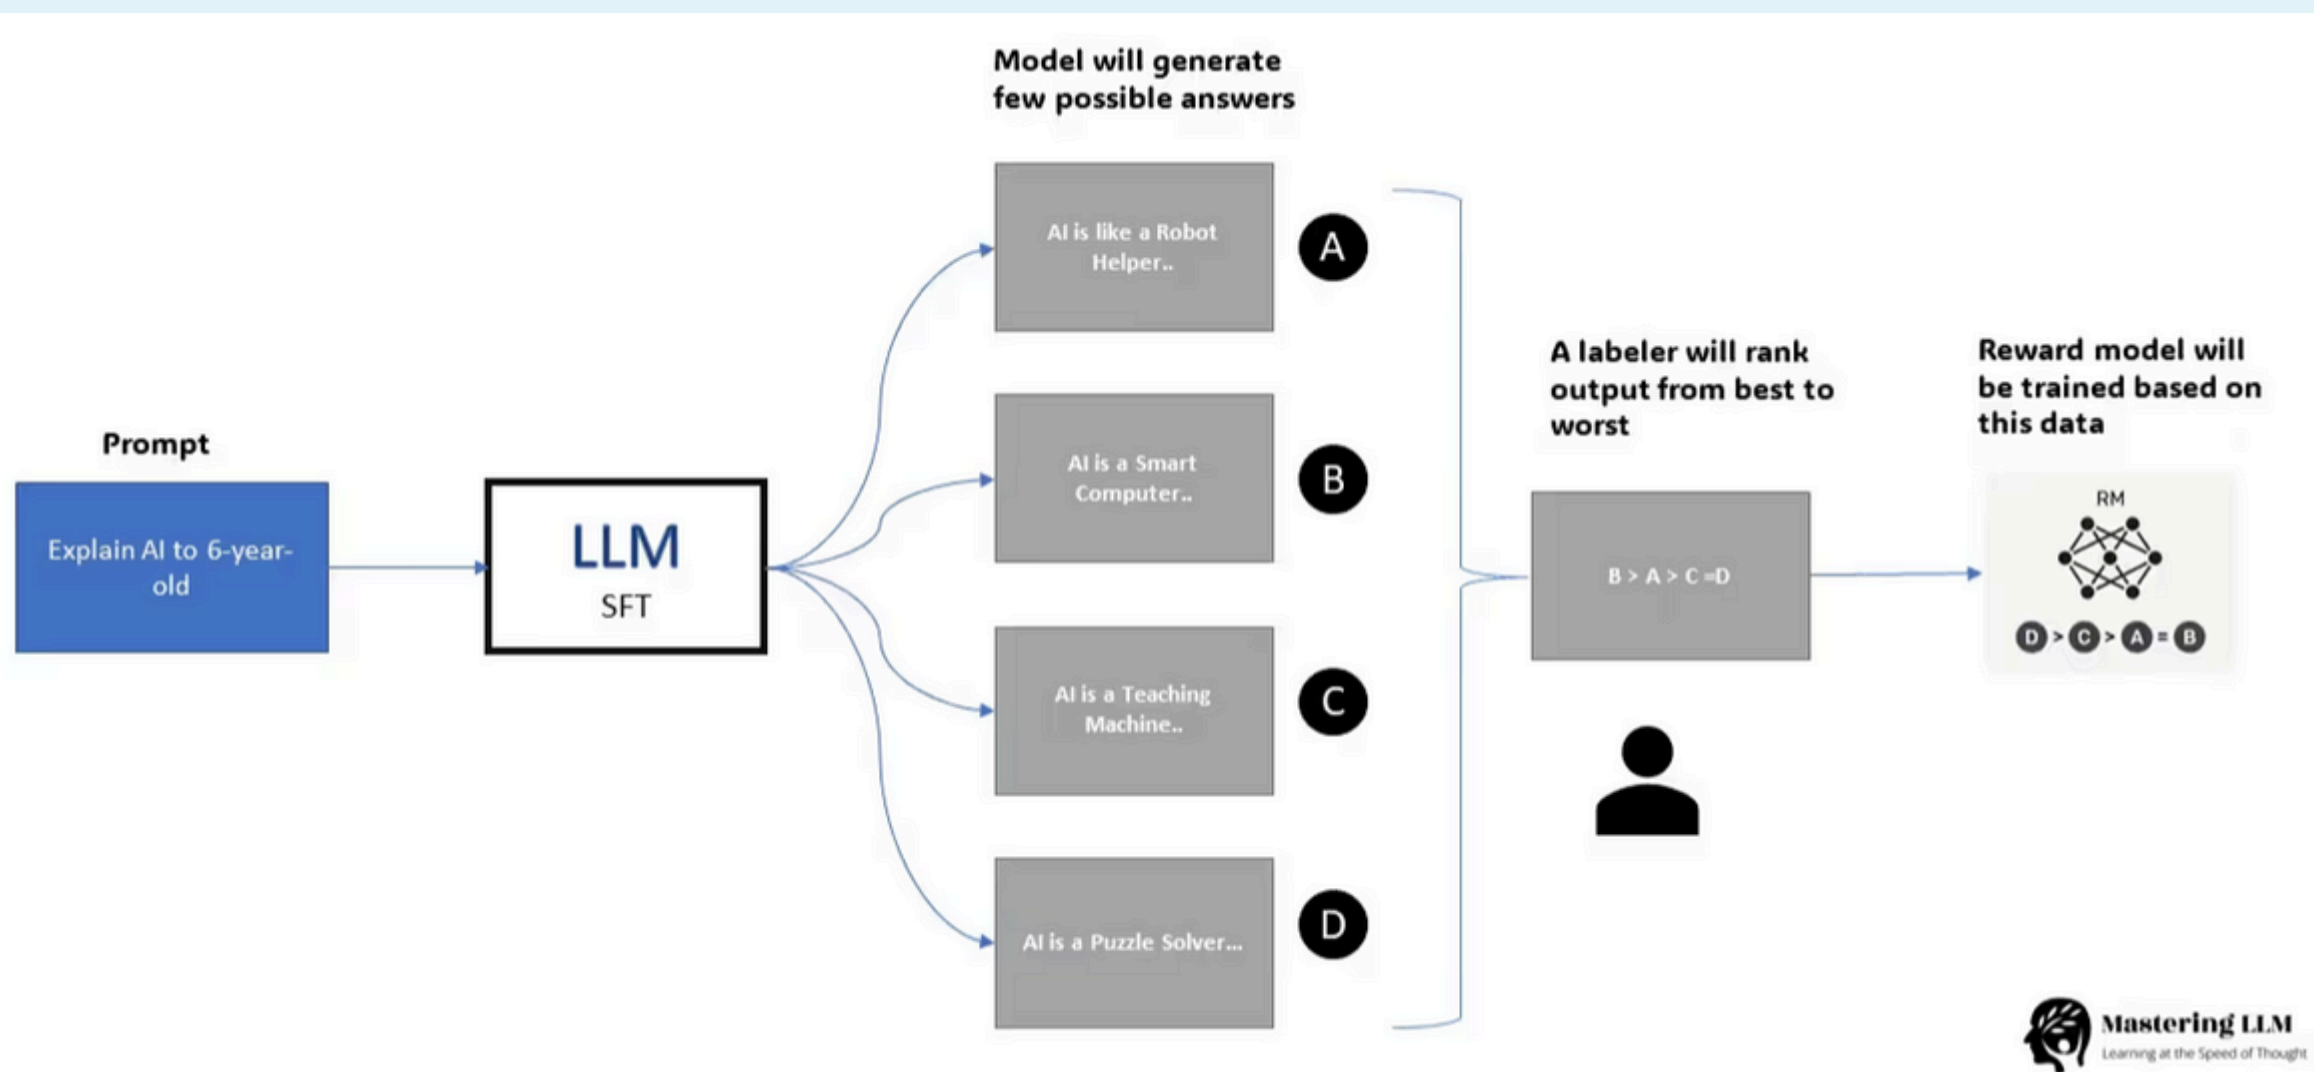 Model will generate
few possible answers
AI is like a Robot
Helper..
A
AI is a Smart
Computer..
B
A labeler will rank
output from best to
worst
Reward model will
be trained based on
this data
Prompt
Explain AI to 6-year-
old
LLM
SFT
B > A > C =D
RM
D > C > A = B
AI is a Teaching
Machine..
C
AI is a Puzzle Solver...
D
Mastering LLM
Learning at the Speed of Thought